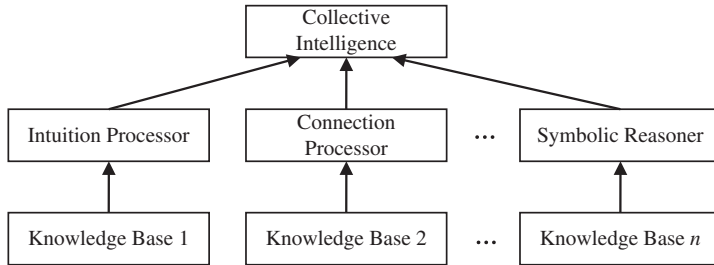 Collective
Intelligence
Intuition Processor
Connection
Processor
...
Symbolic Reasoner
Knowledge Base 1
Knowledge Base 2
...
Knowledge Base n